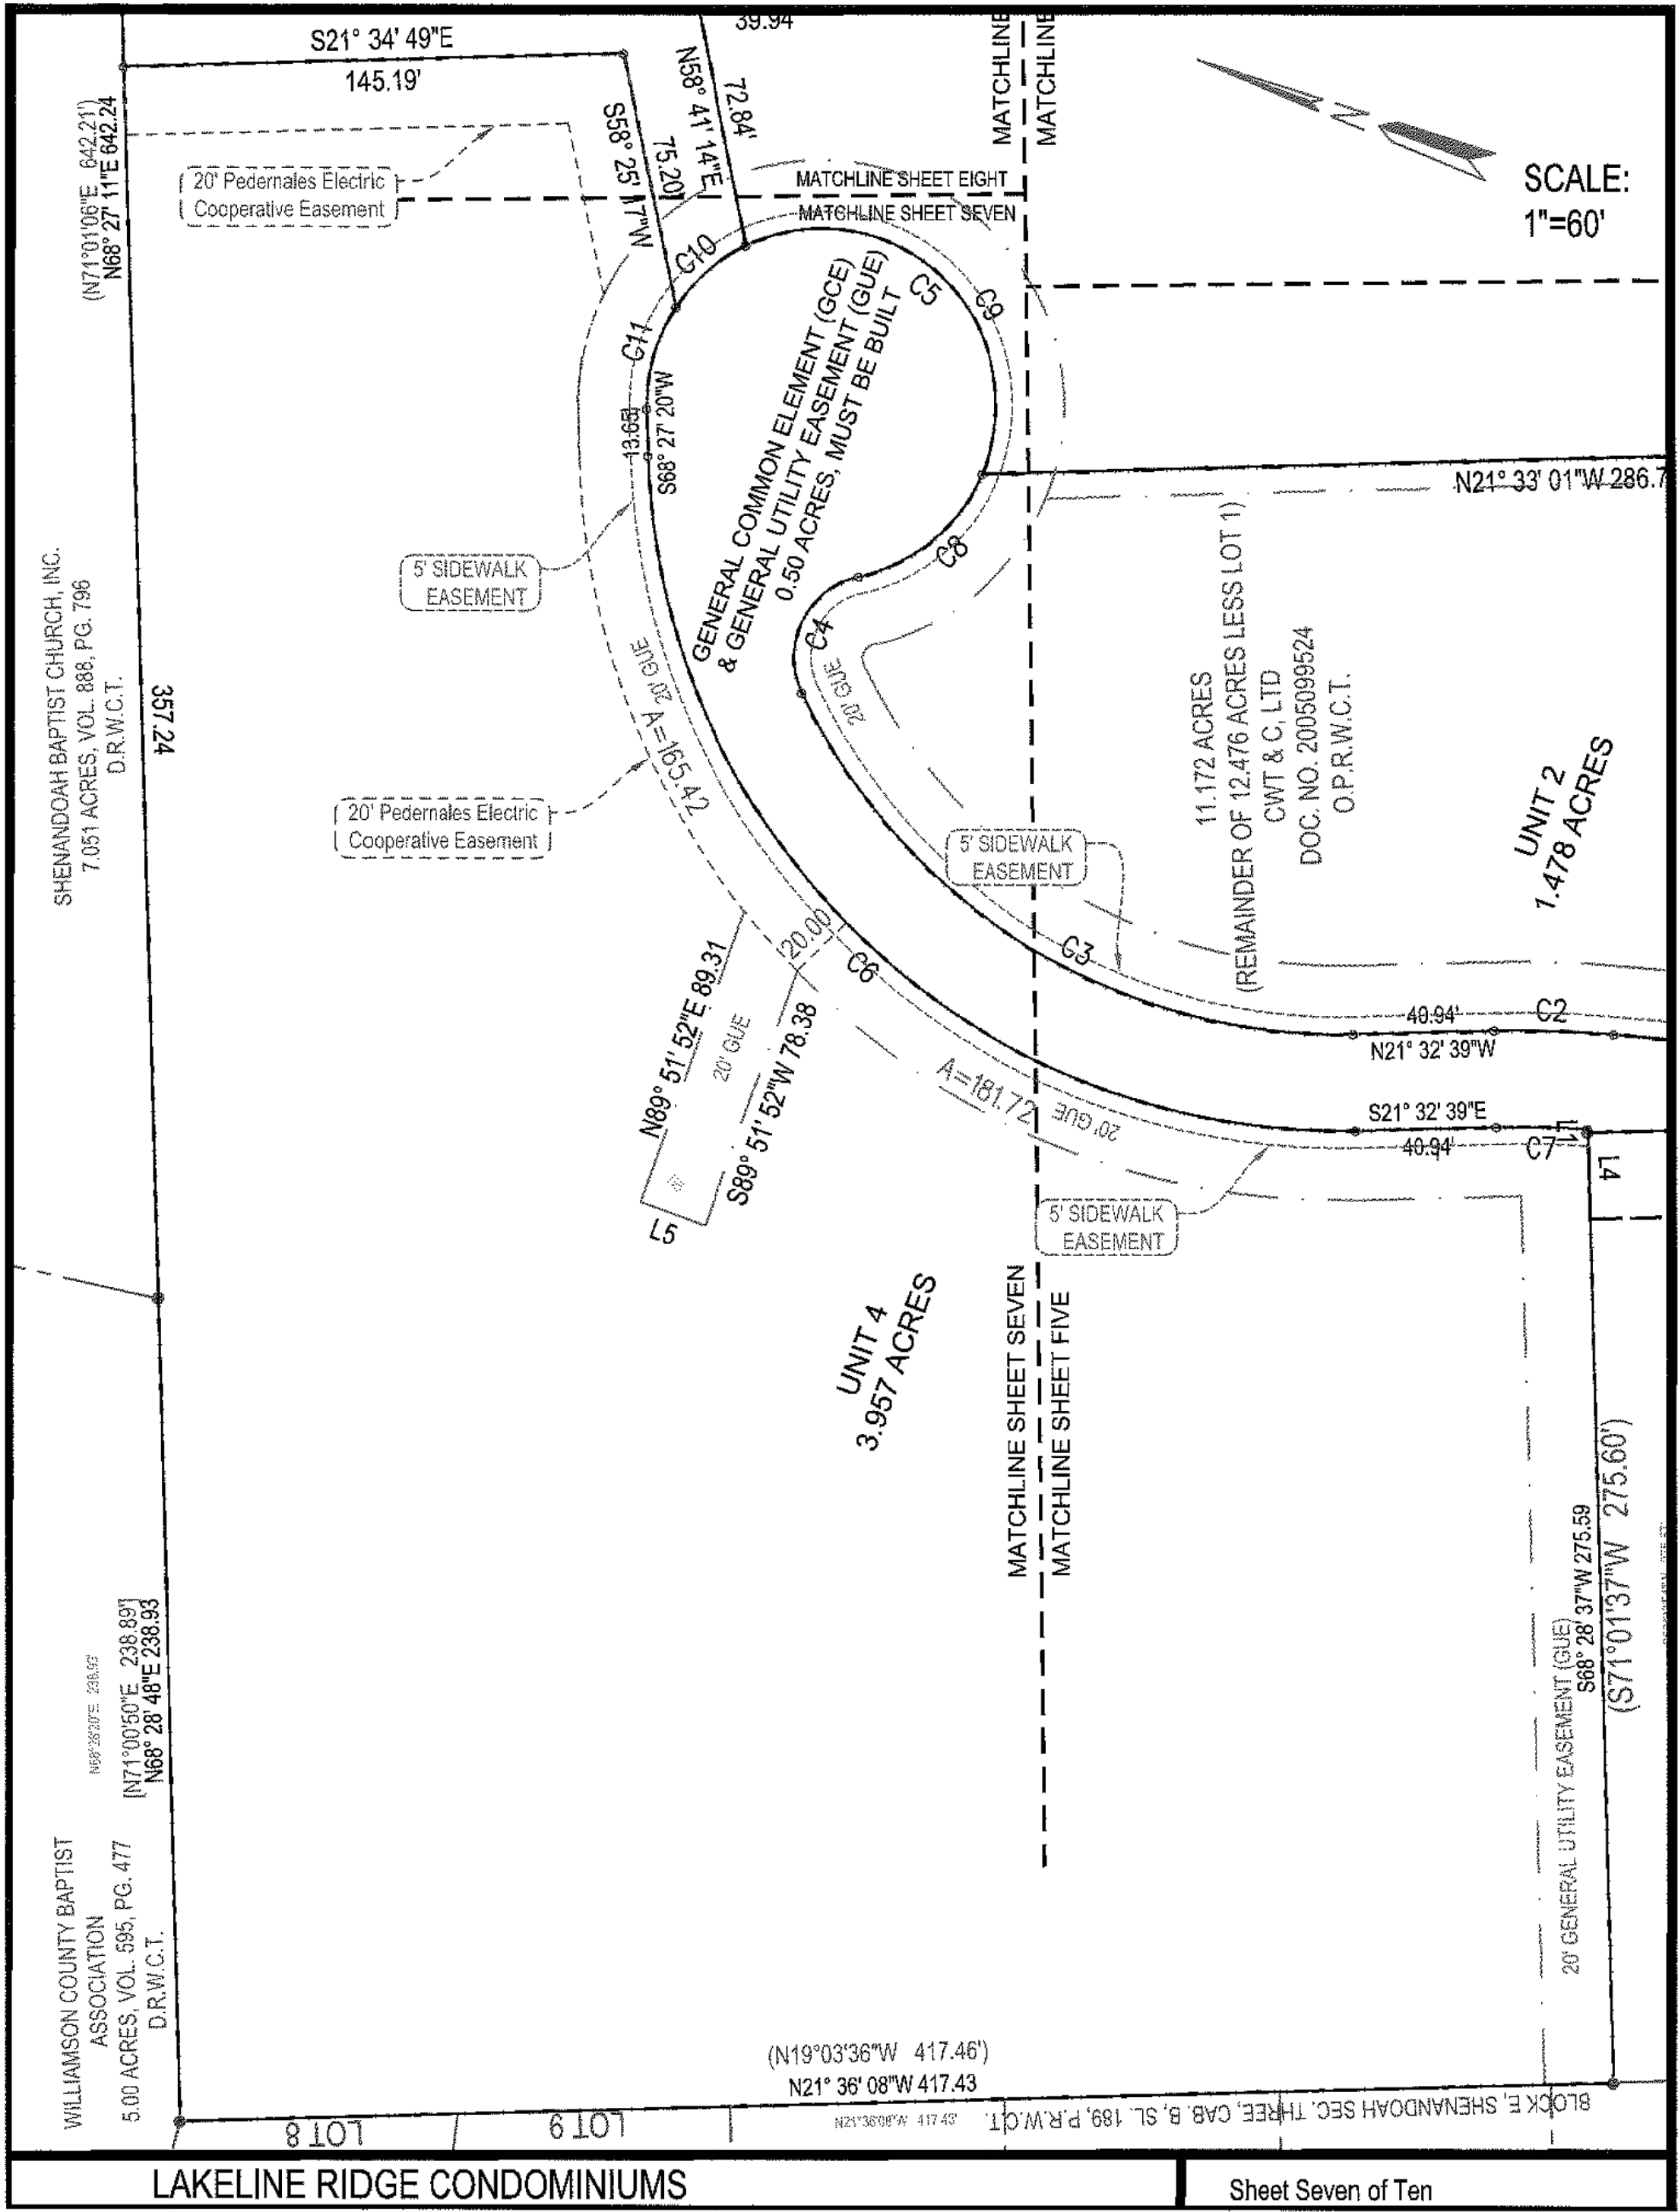 39.94
S21° 34' 49"E
145.19'
N58° 41' 14"E
72.84'
S58° 25' 17"W
75.20'
MATCHLINE
MATCHLINE
(N71°01'06"E 642.21')
N68° 27' 11"E 642.24
20' Pedernales Electric
Cooperative Easement
MATCHLINE SHEET EIGHT
MATCHLINE SHEET SEVEN
N
SCALE:
1"=60'
C10
C11
C5
C9
13.65'
S68° 27' 20"W
GENERAL COMMON ELEMENT (GCE)
& GENERAL UTILITY EASEMENT (GUE)
0.50 ACRES, MUST BE BUILT
N21° 33' 01"W 286.7
SHENANDOAH BAPTIST CHURCH, INC.
7.051 ACRES, VOL. 888, PG. 796
D.R.W.C.T.
357.24
5' SIDEWALK
EASEMENT
C8
C4
20' GUE
A=165.42
20' GUE
11.172 ACRES
(REMAINDER OF 12.476 ACRES LESS LOT 1)
CWT & C, LTD
DOC. NO. 2005099524
O.P.R.W.C.T.
UNIT 2
1.478 ACRES
20' Pedernales Electric
Cooperative Easement
5' SIDEWALK
EASEMENT
20.00
C6
C3
N89° 51' 52"E 89.31
20' GUE
S89° 51' 52"W 78.38
L5
40.94'
C2
N21° 32' 39"W
A=181.72
20' GUE
S21° 32' 39"E
40.94'
C7
L1
L4
5' SIDEWALK
EASEMENT
UNIT 4
3.957 ACRES
MATCHLINE SHEET SEVEN
MATCHLINE SHEET FIVE
S68° 28' 37"W 275.59
(S71°01'37"W 275.60')
20' GENERAL UTILITY EASEMENT (GUE)
WILLIAMSON COUNTY BAPTIST
ASSOCIATION
5.00 ACRES, VOL. 595, PG. 477
D.R.W.C.T.
[N71°00'50"E 238.89']
N68° 28' 48"E 238.93
(N19°03'36"W 417.46')
N21° 36' 08"W 417.43
N21°36'08"W 417.43'
LOT 8
LOT 9
BLOCK E, SHENANDOAH SEC. THREE, CAB. B, SL. 189, P.R.W.C.T.
LAKELINE RIDGE CONDOMINIUMS
Sheet Seven of Ten